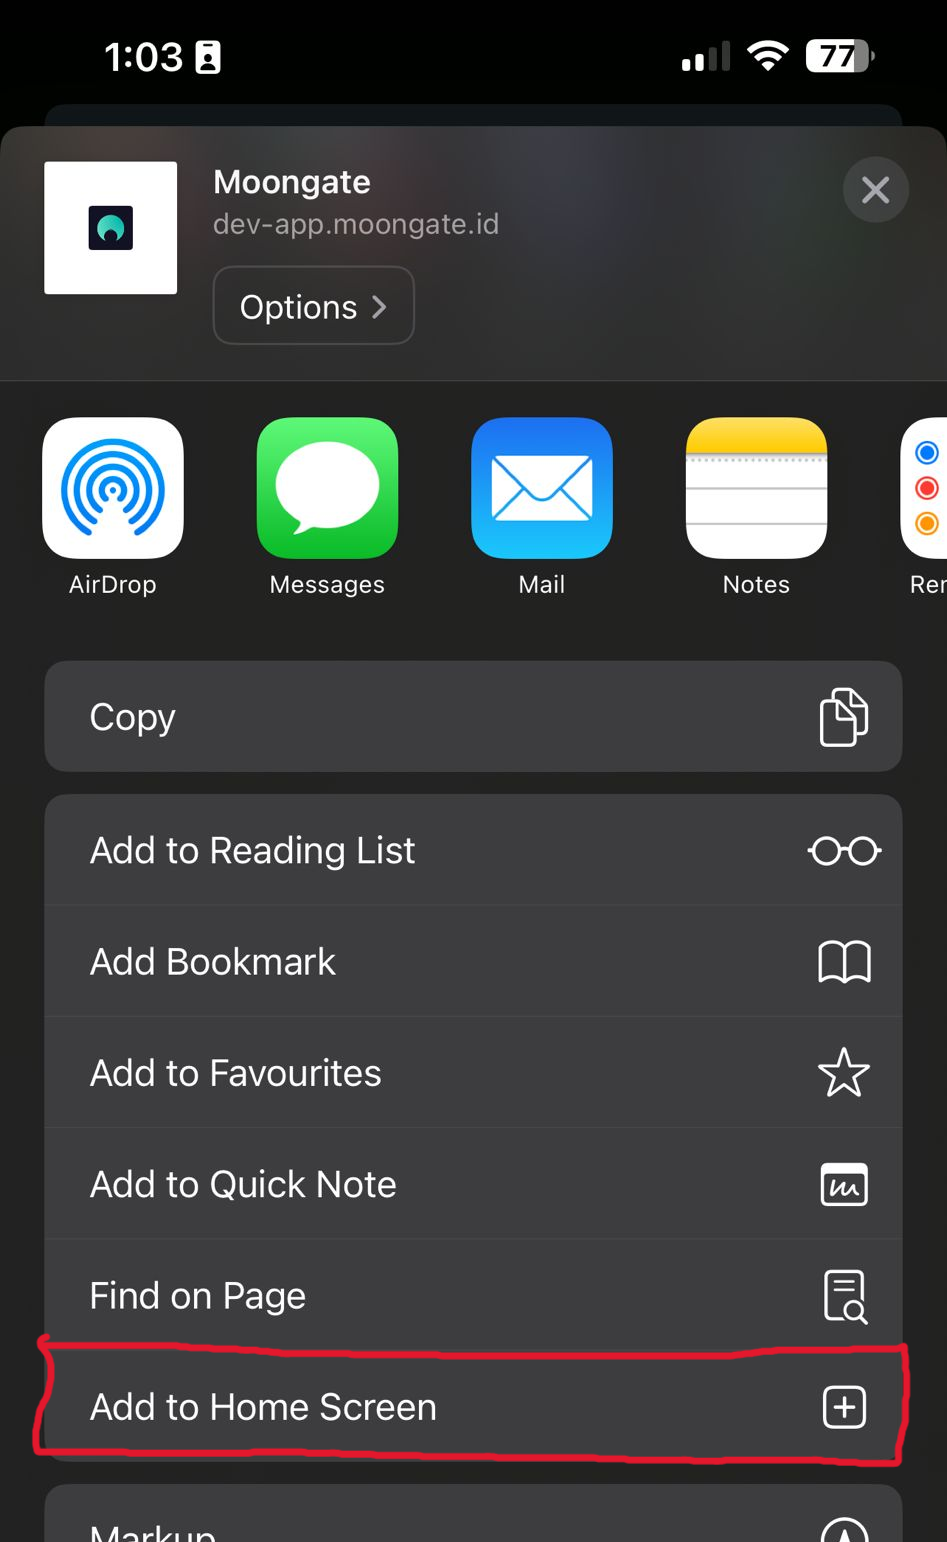 1:03
77
Moongate
dev-app.moongate.id
Options
AirDrop
Messages
Mail
Notes
Copy
Add to Reading List
Add Bookmark
Add to Favourites
Add to Quick Note
Find on Page
Add to Home Screen
Markup